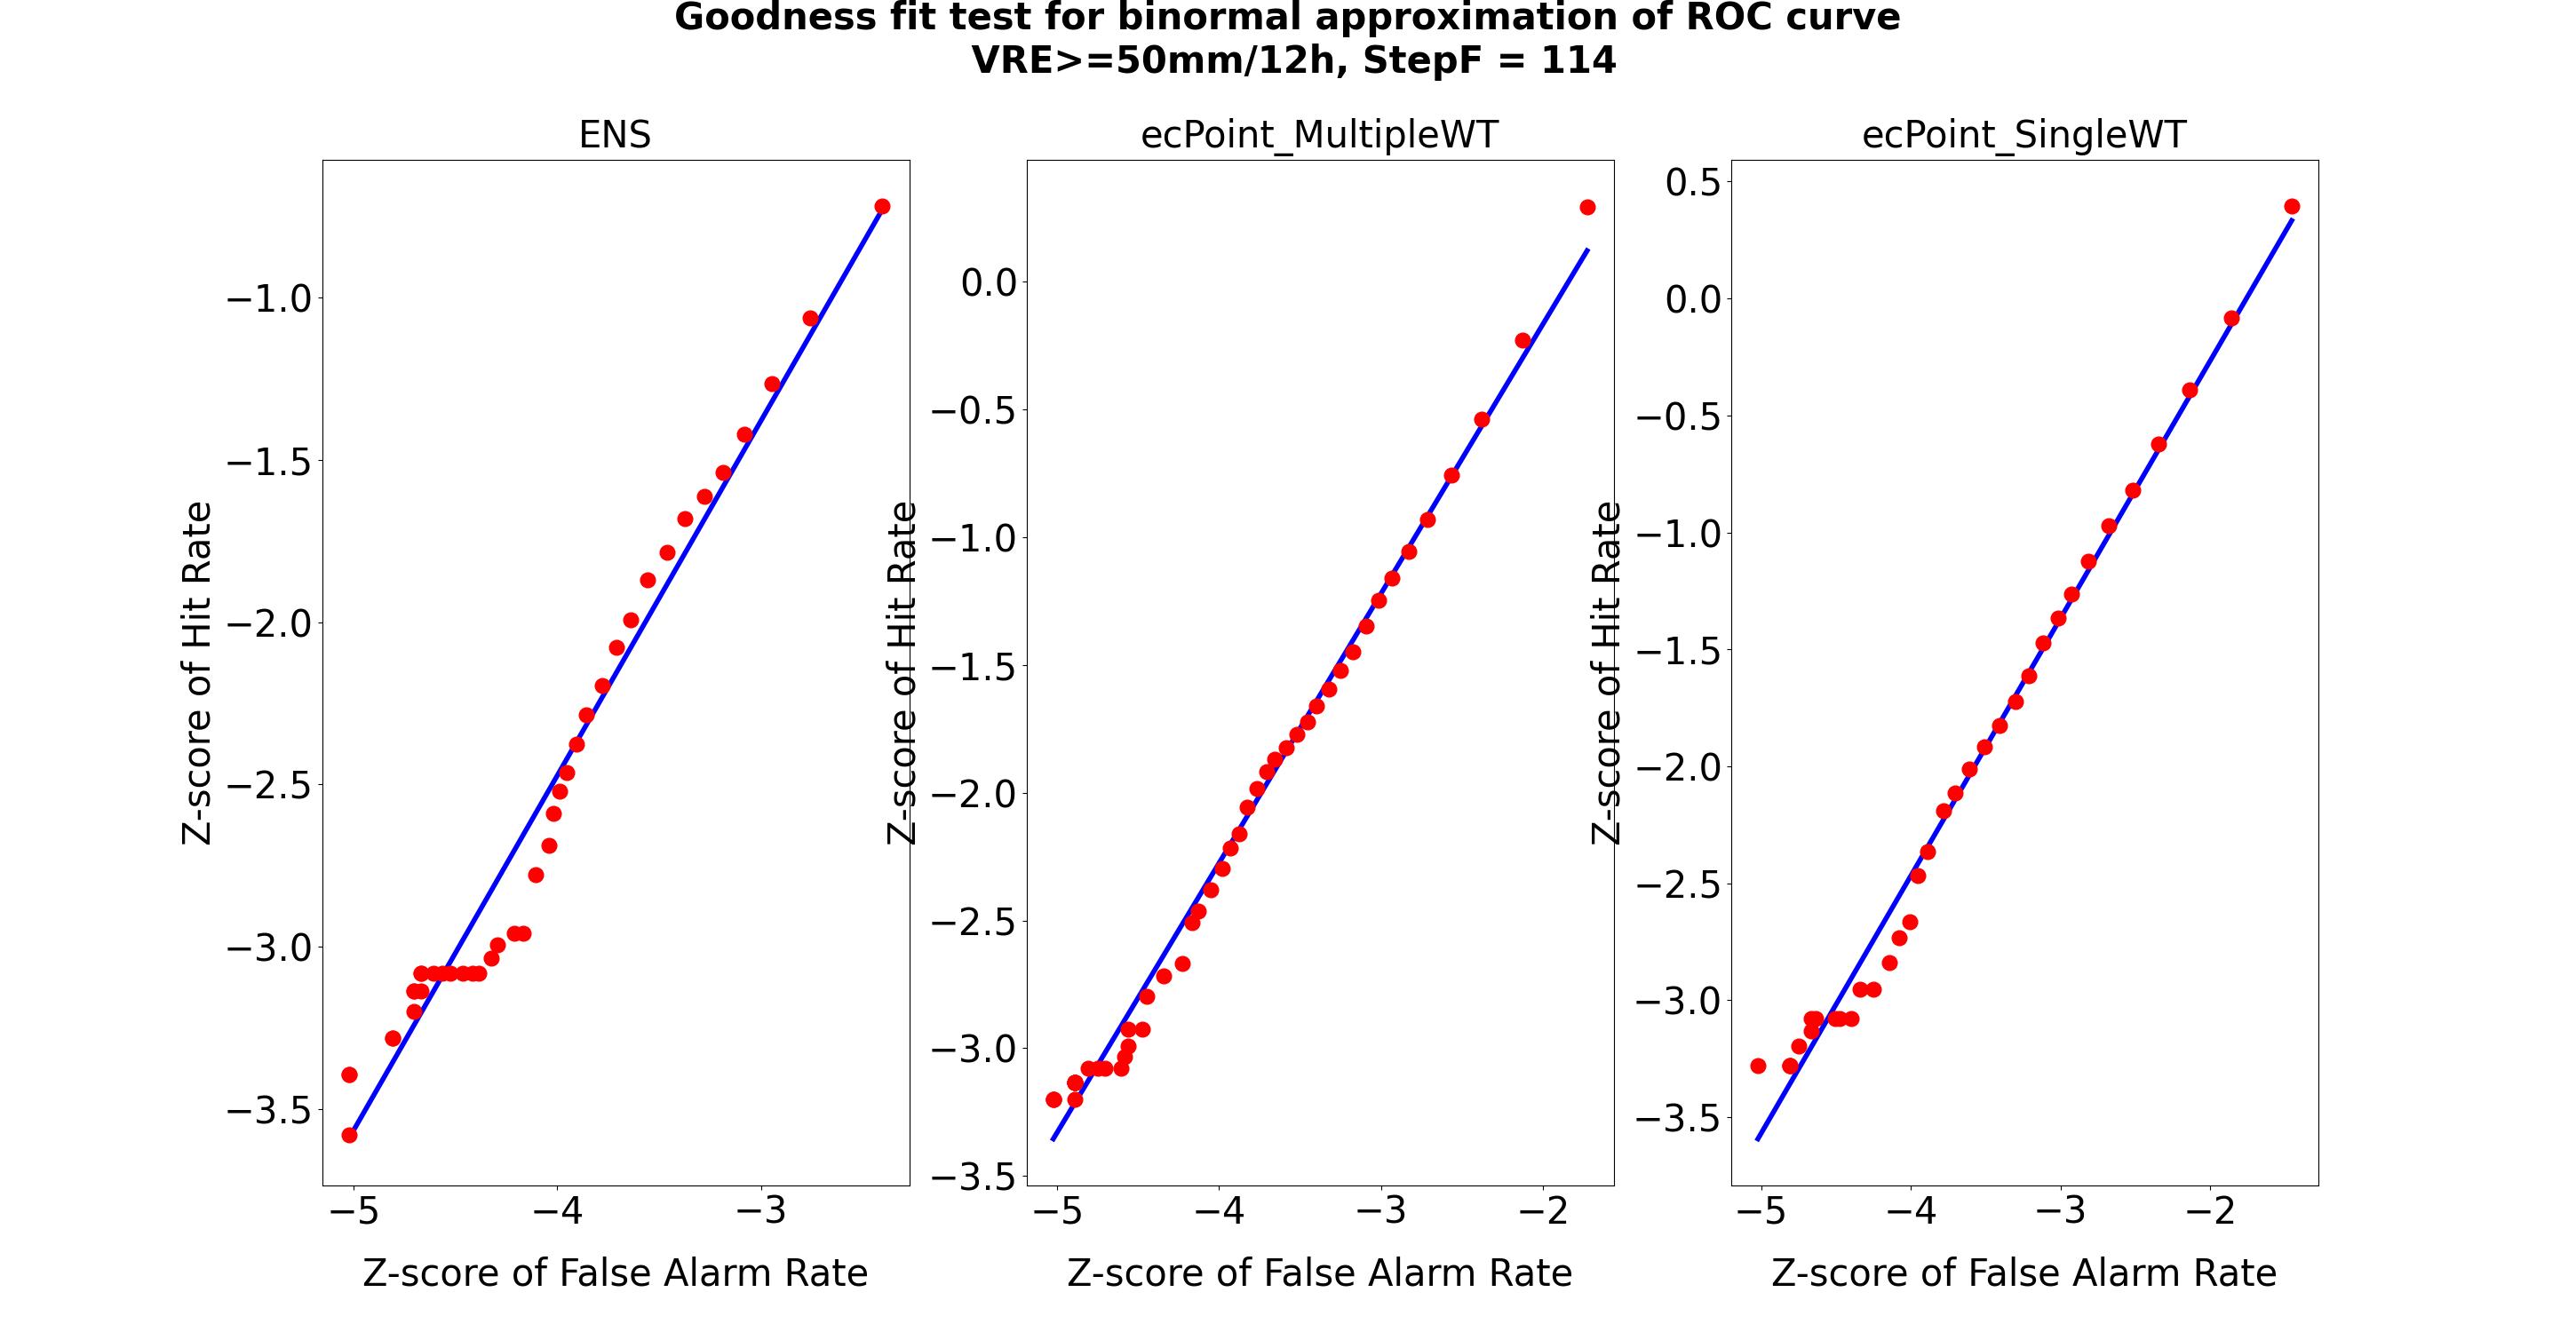 Goodness fit test for binormal approximation of ROC curve
VRE>=50mm/12h, StepF = 114
ENS
−1.0
−1.5
−2.0
−2.5
−3.0
−3.5
Z-score of Hit Rate
−5 −4 −3
Z-score of False Alarm Rate
ecPoint_MultipleWT
0.0
−0.5
−1.0
−1.5
−2.0
−2.5
−3.0
−3.5
Z-score of Hit Rate
−5 −4 −3 −2
Z-score of False Alarm Rate
ecPoint_SingleWT
0.5
0.0
−0.5
−1.0
−1.5
−2.0
−2.5
−3.0
−3.5
Z-score of Hit Rate
−5 −4 −3 −2
Z-score of False Alarm Rate